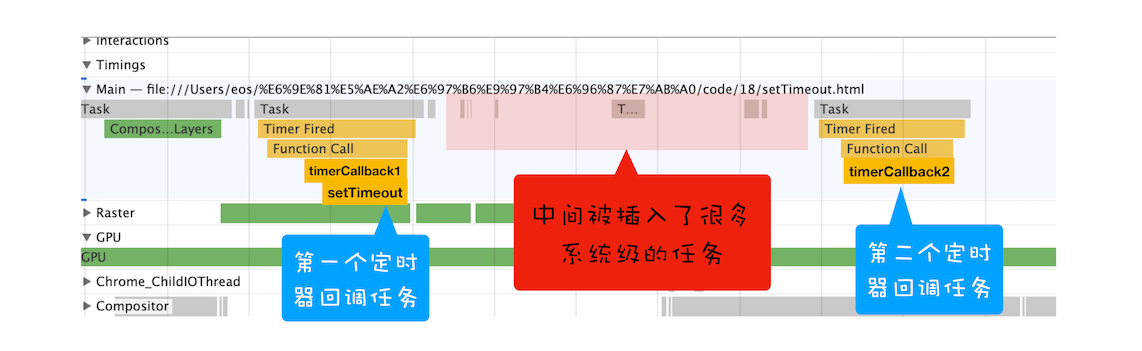 Interactions
Timings
Main — file:///Users/eos/%E6%9E%81%E5%AE%A2%E6%97%B6%E9%97%B4%E6%96%87%E7%AB%A0/code/18/setTimeout.html
Task
Task
T...
Task
Compos...Layers
Timer Fired
Timer Fired
Function Call
Function Call
timerCallback1
timerCallback2
setTimeout
Raster
中间被插入了很多
系统级的任务
GPU
GPU
第一个定时
器回调任务
第二个定时
器回调任务
Chrome_ChildIOThread
Compositor